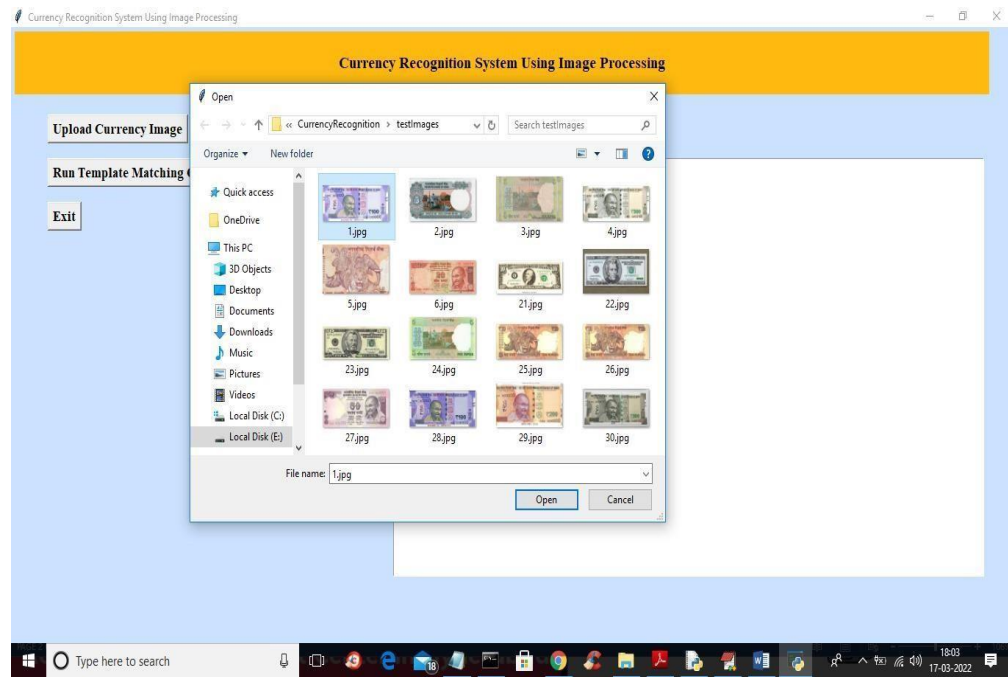 Currency Recognition System Using Image Processing
Currency Recognition System Using Image Processing
Upload Currency Image
Run Template Matching
Exit
Open
« CurrencyRecognition › testImages
Search testImages
Organize
New folder
Quick access
OneDrive
This PC
3D Objects
Desktop
Documents
Downloads
Music
Pictures
Videos
Local Disk (C:)
Local Disk (E:)
1.jpg
2.jpg
3.jpg
4.jpg
5.jpg
6.jpg
21.jpg
22.jpg
23.jpg
24.jpg
25.jpg
26.jpg
27.jpg
28.jpg
29.jpg
30.jpg
File name: 1.jpg
Open
Cancel
Type here to search
18
18:03
17-03-2022